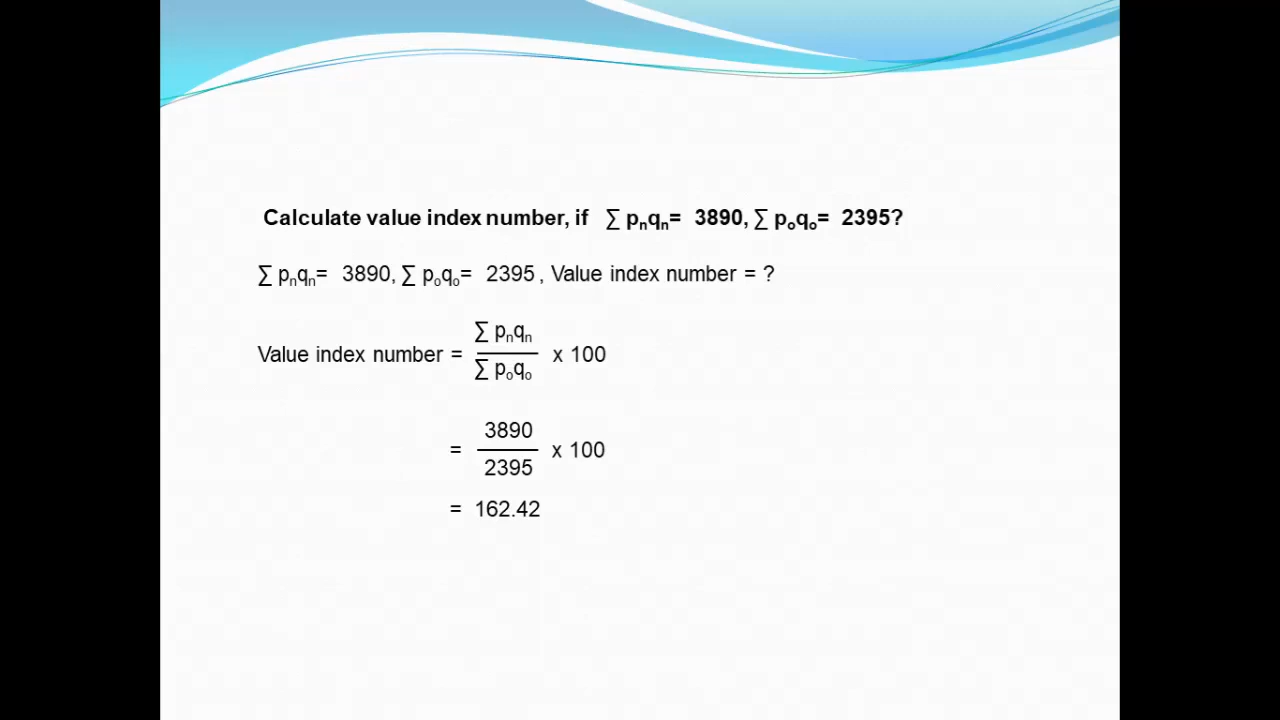 Calculate value index number, if ∑ pnqn= 3890, ∑ poqo= 2395?
∑ pnqn= 3890, ∑ poqo= 2395 , Value index number = ?
∑ pnqn
Value index number = x 100
∑ poqo
3890
= x 100
2395
= 162.42